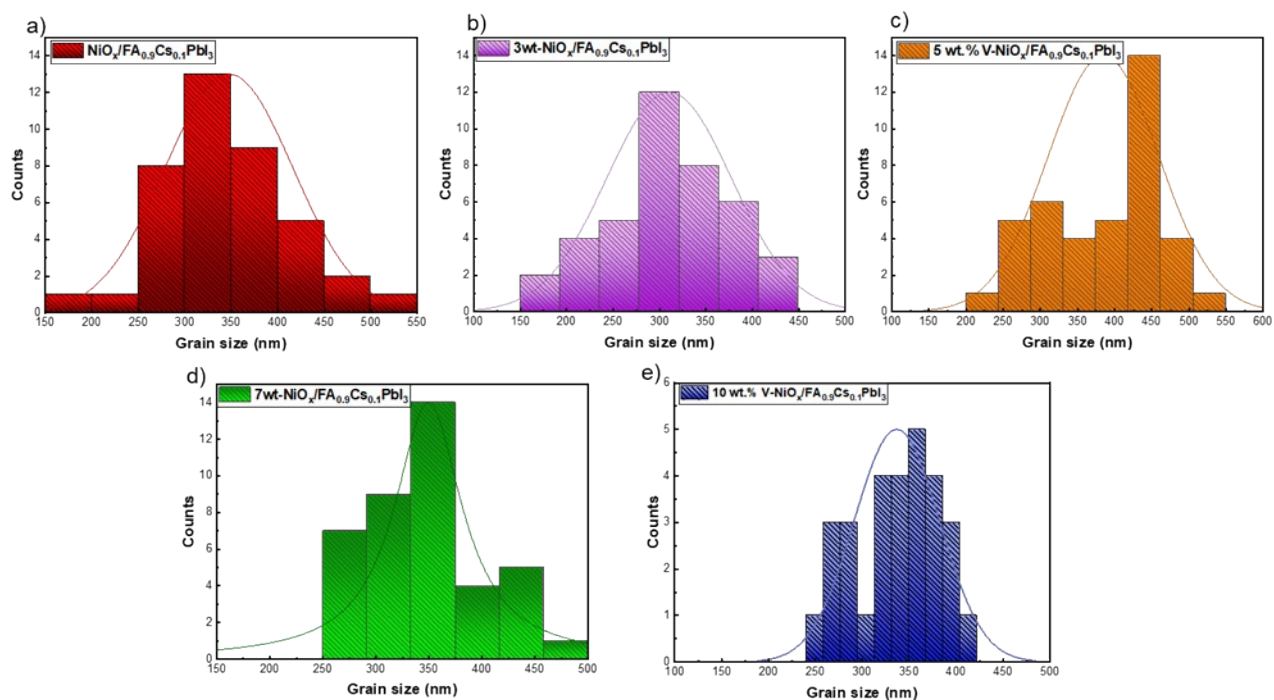 a)
NiOₓ/FA₀.₉Cs₀.₁PbI₃
14
12
10
8
6
4
2
0
Counts
150 200 250 300 350 400 450 500 550
Grain size (nm)
b)
3wt-NiOₓ/FA₀.₉Cs₀.₁PbI₃
14
12
10
8
6
4
2
0
Counts
100 150 200 250 300 350 400 450 500
Grain size (nm)
c)
5 wt.% V-NiOₓ/FA₀.₉Cs₀.₁PbI₃
14
12
10
8
6
4
2
0
Counts
100 150 200 250 300 350 400 450 500 550 600
Grain size (nm)
d)
7wt-NiOₓ/FA₀.₉Cs₀.₁PbI₃
14
12
10
8
6
4
2
0
Counts
150 200 250 300 350 400 450 500
Grain size (nm)
e)
10 wt.% V-NiOₓ/FA₀.₉Cs₀.₁PbI₃
6
5
4
3
2
1
0
Counts
100 150 200 250 300 350 400 450 500
Grain size (nm)